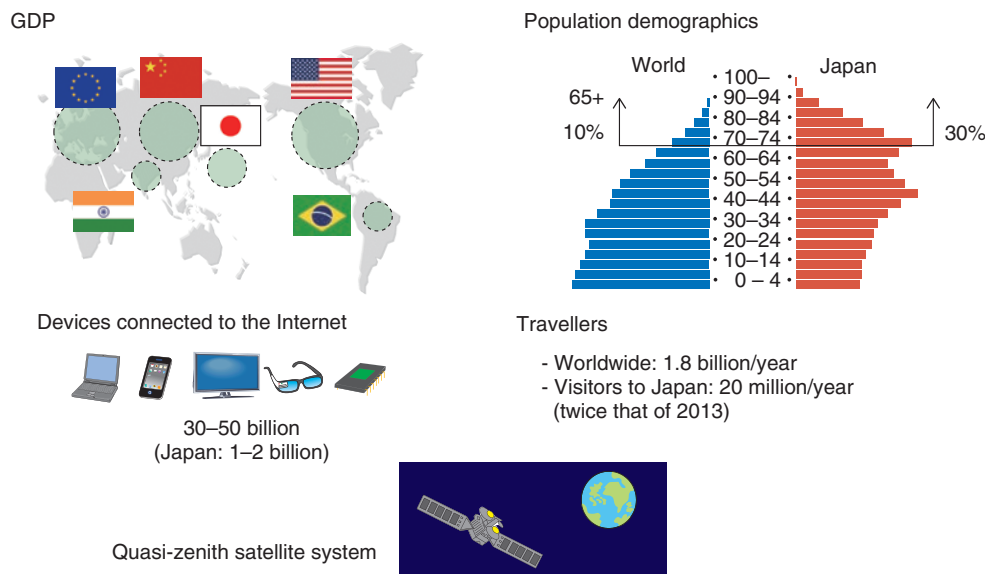 GDP
Population demographics
World
Japan
65+
10%
30%
100–
90–94
80–84
70–74
60–64
50–54
40–44
30–34
20–24
10–14
0 – 4
Devices connected to the Internet
30–50 billion
(Japan: 1–2 billion)
Travellers
- Worldwide: 1.8 billion/year
- Visitors to Japan: 20 million/year
(twice that of 2013)
Quasi-zenith satellite system